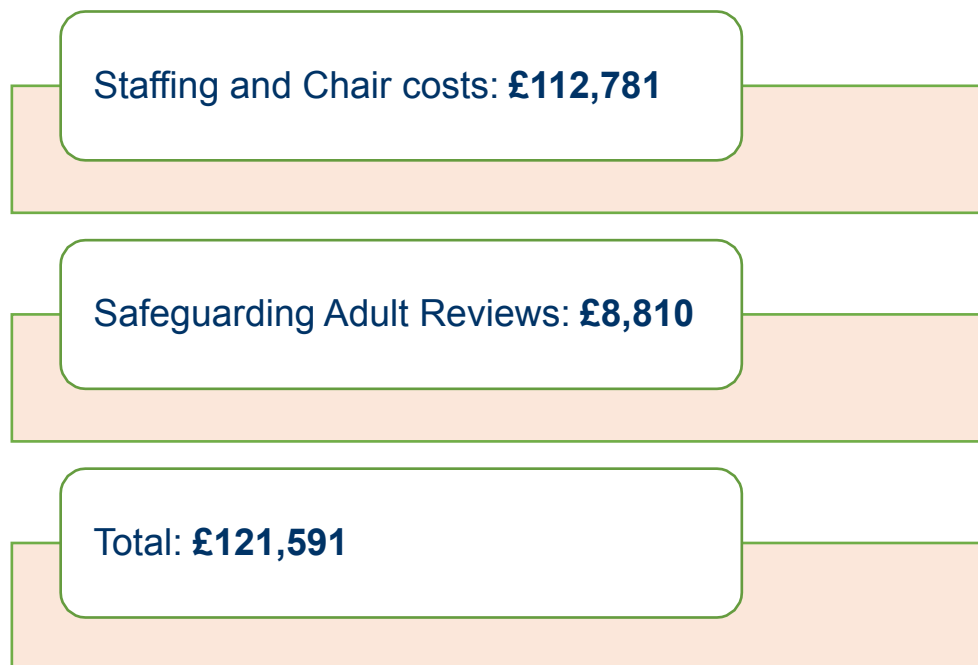 Staffing and Chair costs: £112,781
Safeguarding Adult Reviews: £8,810
Total: £121,591